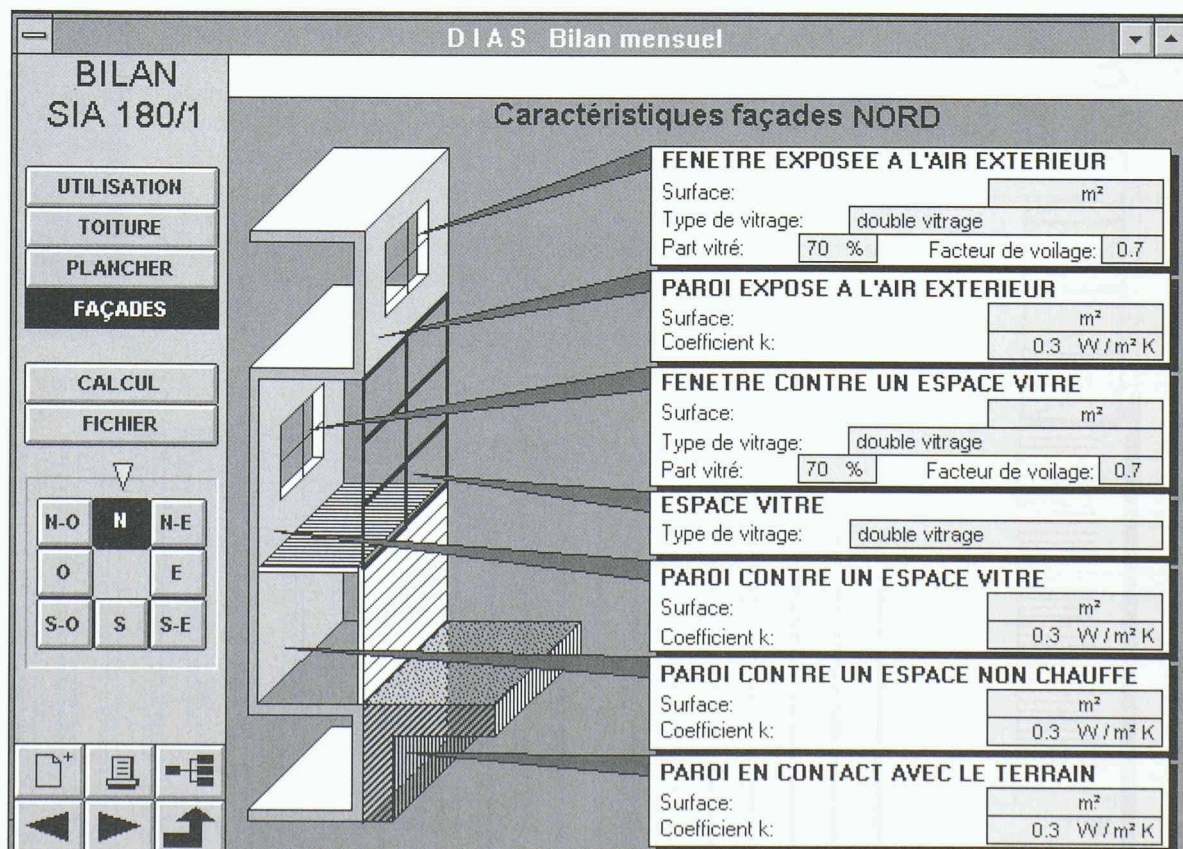 DIAS Bilan mensuel
BILAN
SIA 180/1
UTILISATION
TOITURE
PLANCHER
FAÇADES
CALCUL
FICHIER
N-O N N-E
O E
S-O S S-E
Caractéristiques façades NORD
FENETRE EXPOSEE A L'AIR EXTERIEUR
Surface: m²
Type de vitrage: double vitrage
Part vitré: 70 % Facteur de voilage: 0.7
PAROI EXPOSE A L'AIR EXTERIEUR
Surface: m²
Coefficient k: 0.3 W/m² K
FENETRE CONTRE UN ESPACE VITRE
Surface: m²
Type de vitrage: double vitrage
Part vitré: 70 % Facteur de voilage: 0.7
ESPACE VITRE
Type de vitrage: double vitrage
PAROI CONTRE UN ESPACE VITRE
Surface: m²
Coefficient k: 0.3 W/m² K
PAROI CONTRE UN ESPACE NON CHAUFFE
Surface: m²
Coefficient k: 0.3 W/m² K
PAROI EN CONTACT AVEC LE TERRAIN
Surface: m²
Coefficient k: 0.3 W/m² K